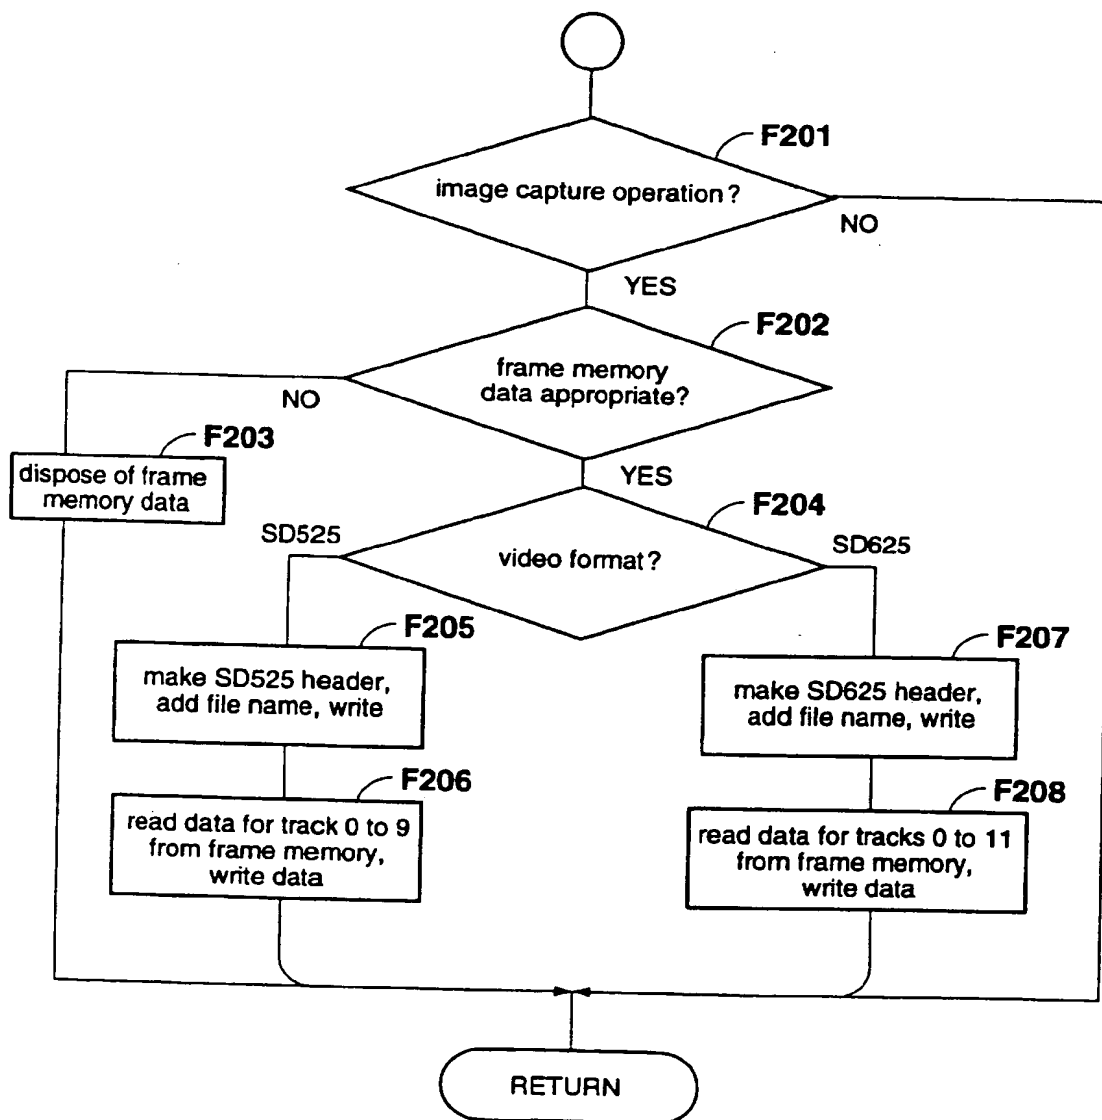 F201
image capture operation?
NO
YES
F202
frame memory
data appropriate?
NO
F203
YES
dispose of frame
memory data
F204
SD525
video format?
SD625
F205
F207
make SD525 header,
add file name, write
make SD625 header,
add file name, write
F206
F208
read data for track 0 to 9
from frame memory,
write data
read data for tracks 0 to 11
from frame memory,
write data
RETURN